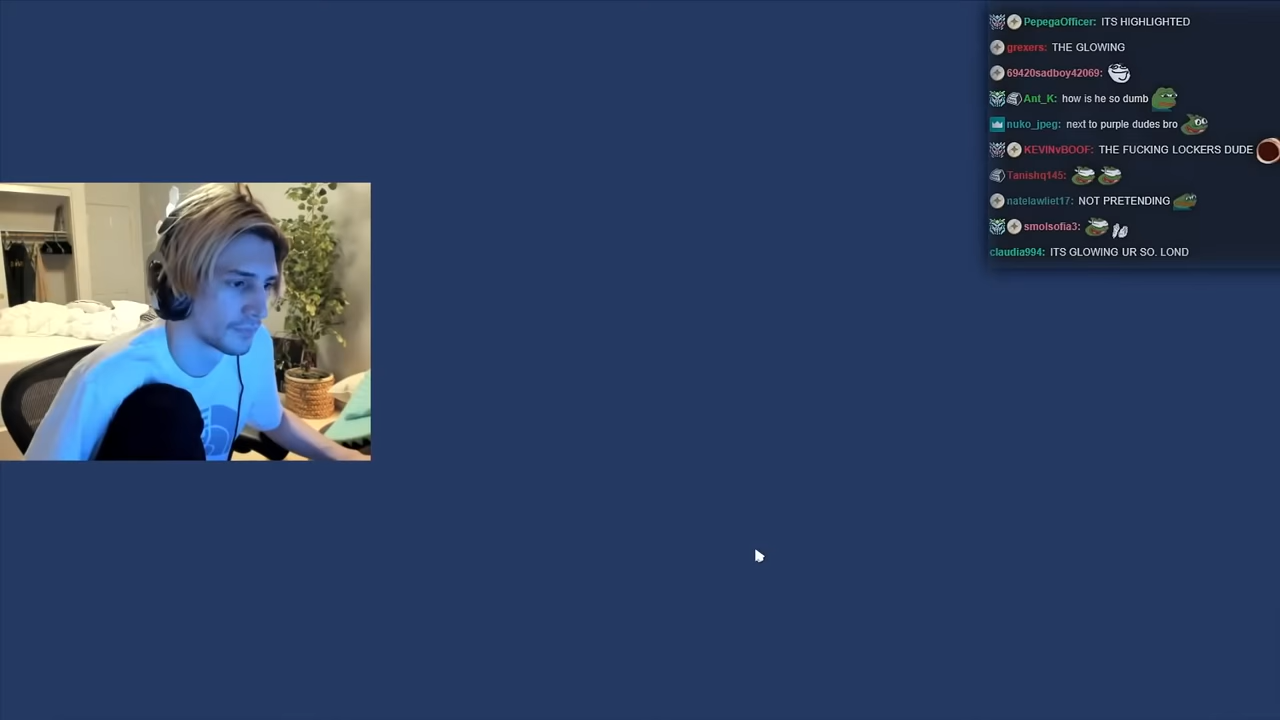 PepegaOfficer: ITS HIGHLIGHTED
grexers: THE GLOWING
69420sadboy42069:
Ant_K: how is he so dumb
nuko_jpeg: next to purple dudes bro
KEVINvBOOF: THE FUCKING LOCKERS DUDE
Tanishq145:
natelawliet17: NOT PRETENDING
smolsofia3:
claudia994: ITS GLOWING UR SO. LOND